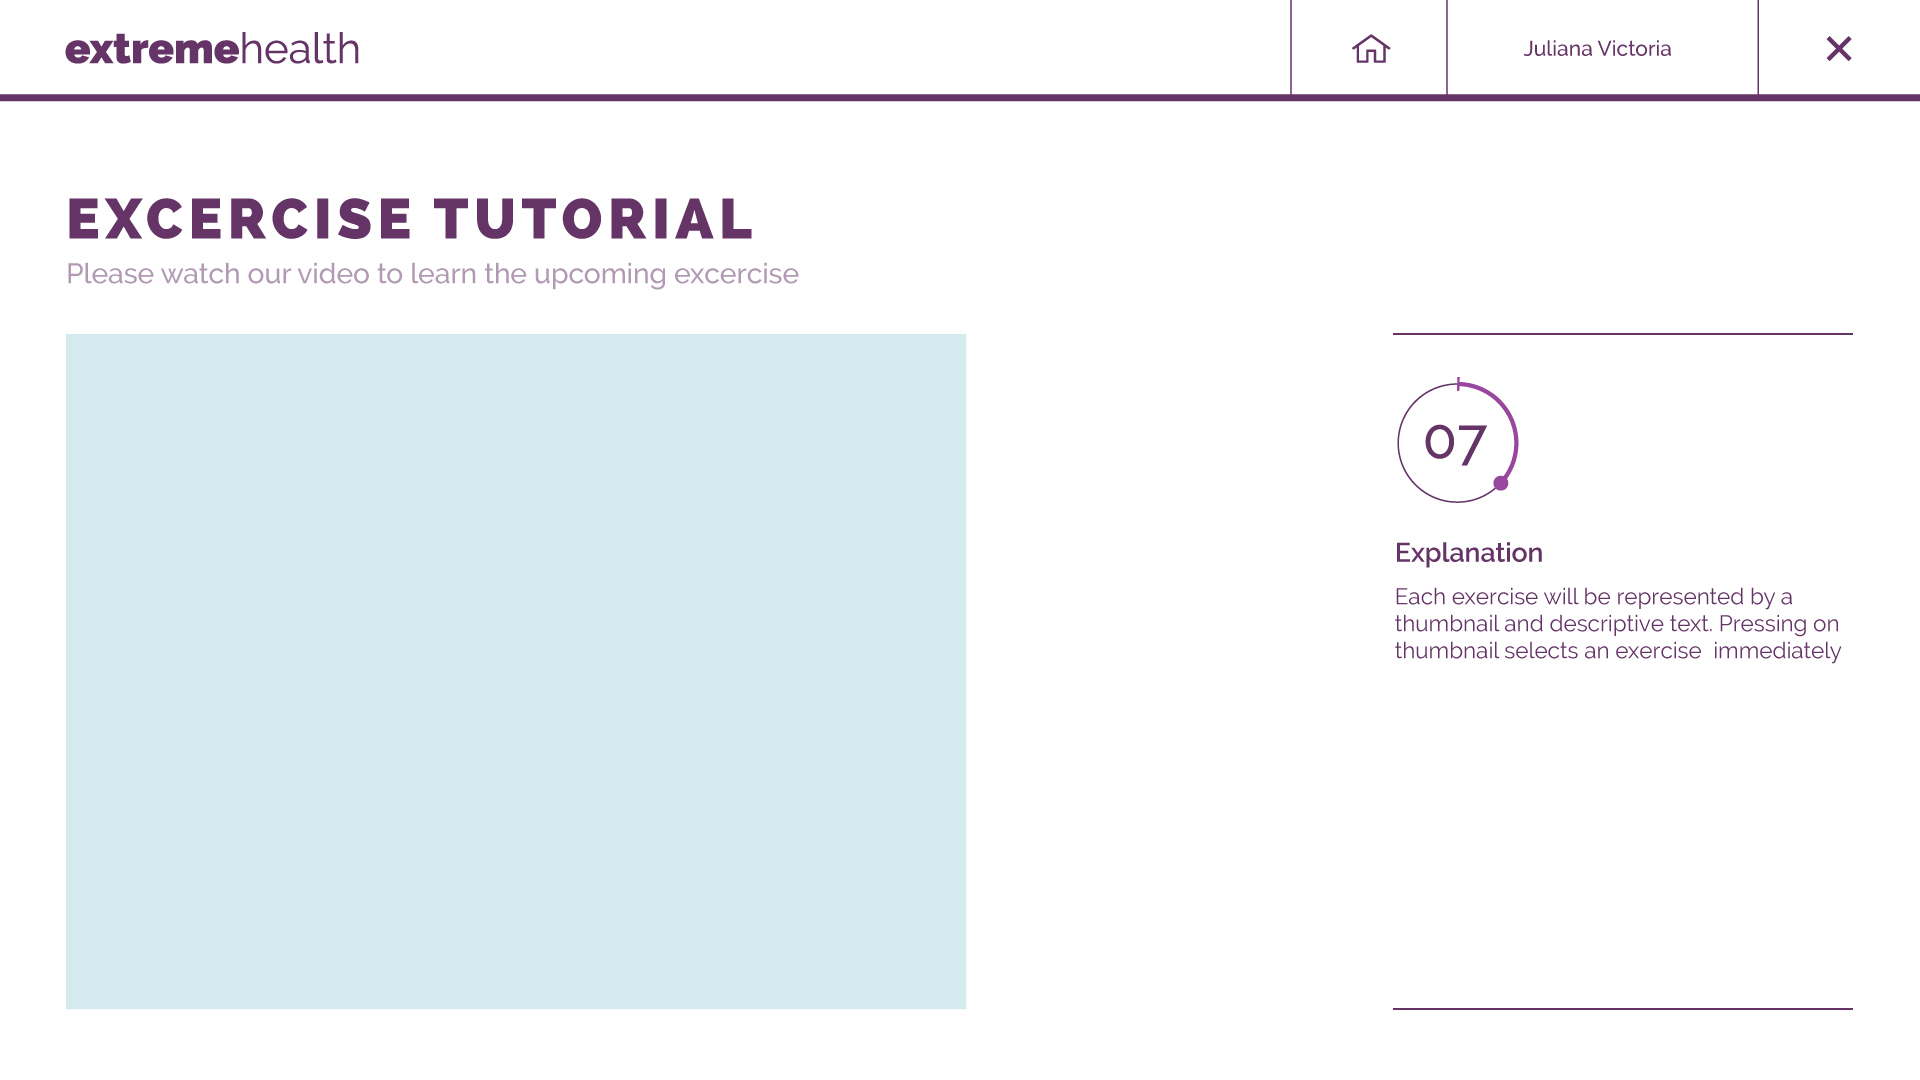 extremehealth
Juliana Victoria
EXCERCISE TUTORIAL
Please watch our video to learn the upcoming excercise
07
Explanation
Each exercise will be represented by a
thumbnail and descriptive text. Pressing on
thumbnail selects an exercise  immediately